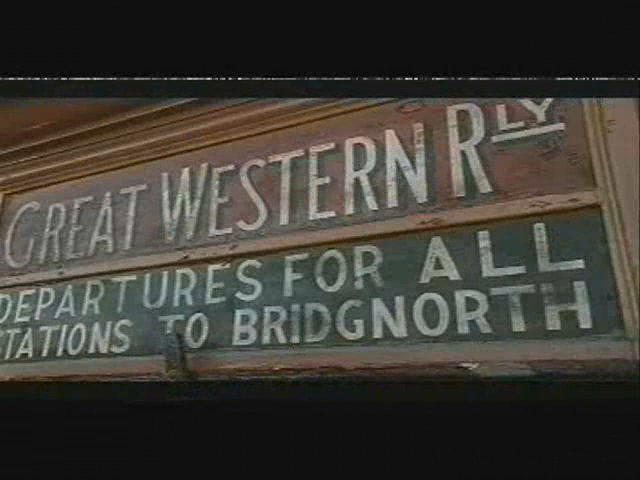 GREAT WESTERN RLY
DEPARTURES FOR ALL
STATIONS TO BRIDGNORTH